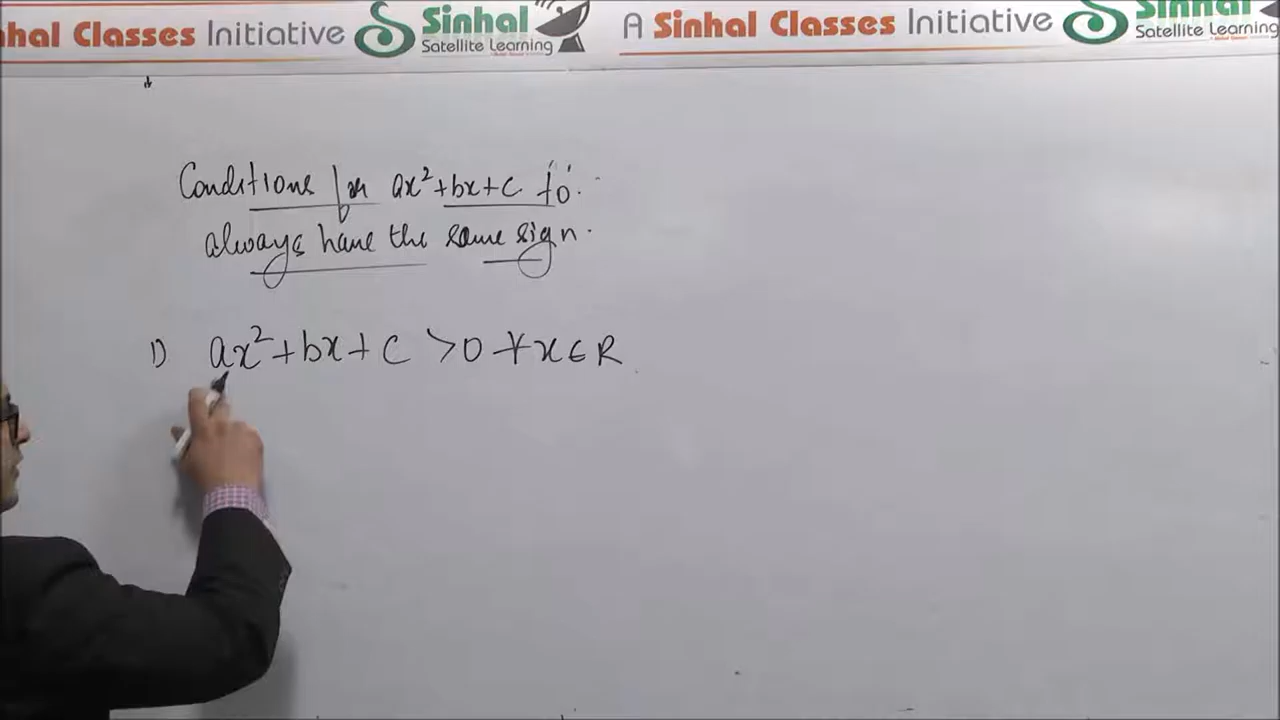 hal Classes Initiative Sinhal Satellite Learning A Sinhal Classes Initiative Sinhal Satellite Learning
Conditions for ax²+bx+c to
always have the same sign.
1) ax²+bx+c >0 ∀x∈R